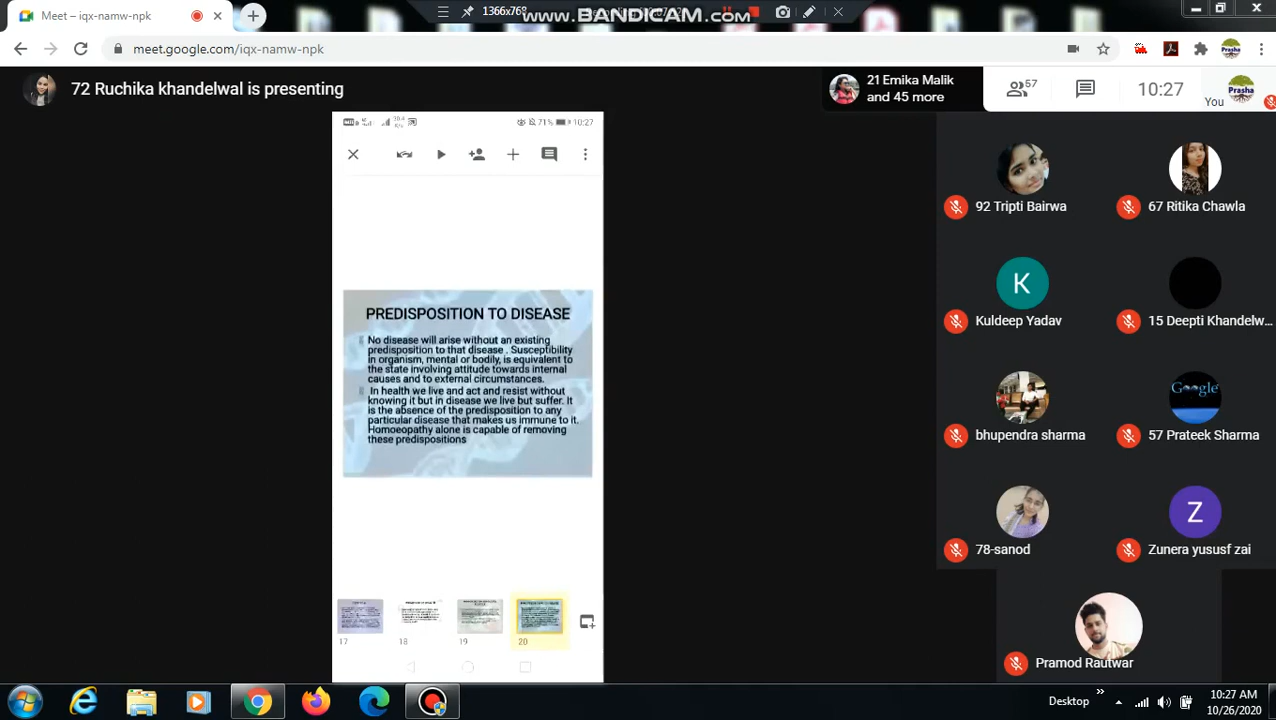 Meet – iqx-namw-npk
1366x768
www.BANDICAM.com
meet.google.com/iqx-namw-npk
72 Ruchika khandelwal is presenting
21 Emika Malik
and 45 more
57
10:27
You
Prasha
Prasha
71%
10:27
PREDISPOSITION TO DISEASE
No disease will arise without an existing
predisposition to that disease . Susceptibility
in organism, mental or bodily, is equivalent to
the state involving attitude towards internal
causes and to external circumstances.
In health we live and act and resist without
knowing it but in disease we live but suffer. It
is the absence of the predisposition to any
particular disease that makes us immune to it.
Homoeopathy alone is capable of removing
these predispositions
17
18
19
20
92 Tripti Bairwa
67 Ritika Chawla
K
Kuldeep Yadav
15 Deepti Khandelw...
bhupendra sharma
Google
57 Prateek Sharma
78-sanod
Z
Zunera yususf zai
Pramod Rautwar
Desktop
10:27 AM
10/26/2020